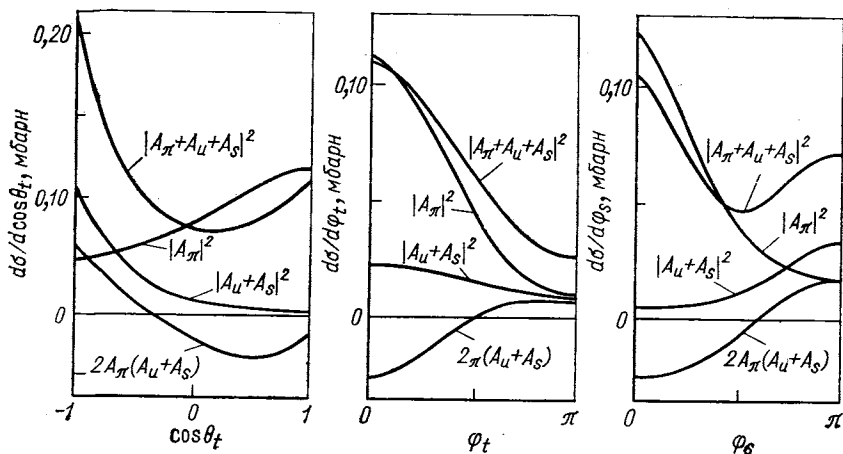 dσ/dcosθ_t, мбарн
0,20
0,10
0
|A_π+A_u+A_s|²
|A_π|²
|A_u+A_s|²
2A_π(A_u+A_s)
-1
0
1
cosθ_t
dσ/dφ_t, мбарн
0,10
0
|A_π+A_u+A_s|²
|A_π|²
|A_u+A_s|²
2_π(A_u+A_s)
0
π
φ_t
dσ/dφ_s, мбарн
0,10
0
|A_π+A_u+A_s|²
|A_π|²
|A_u+A_s|²
2A_π(A_u+A_s)
0
π
φ_б